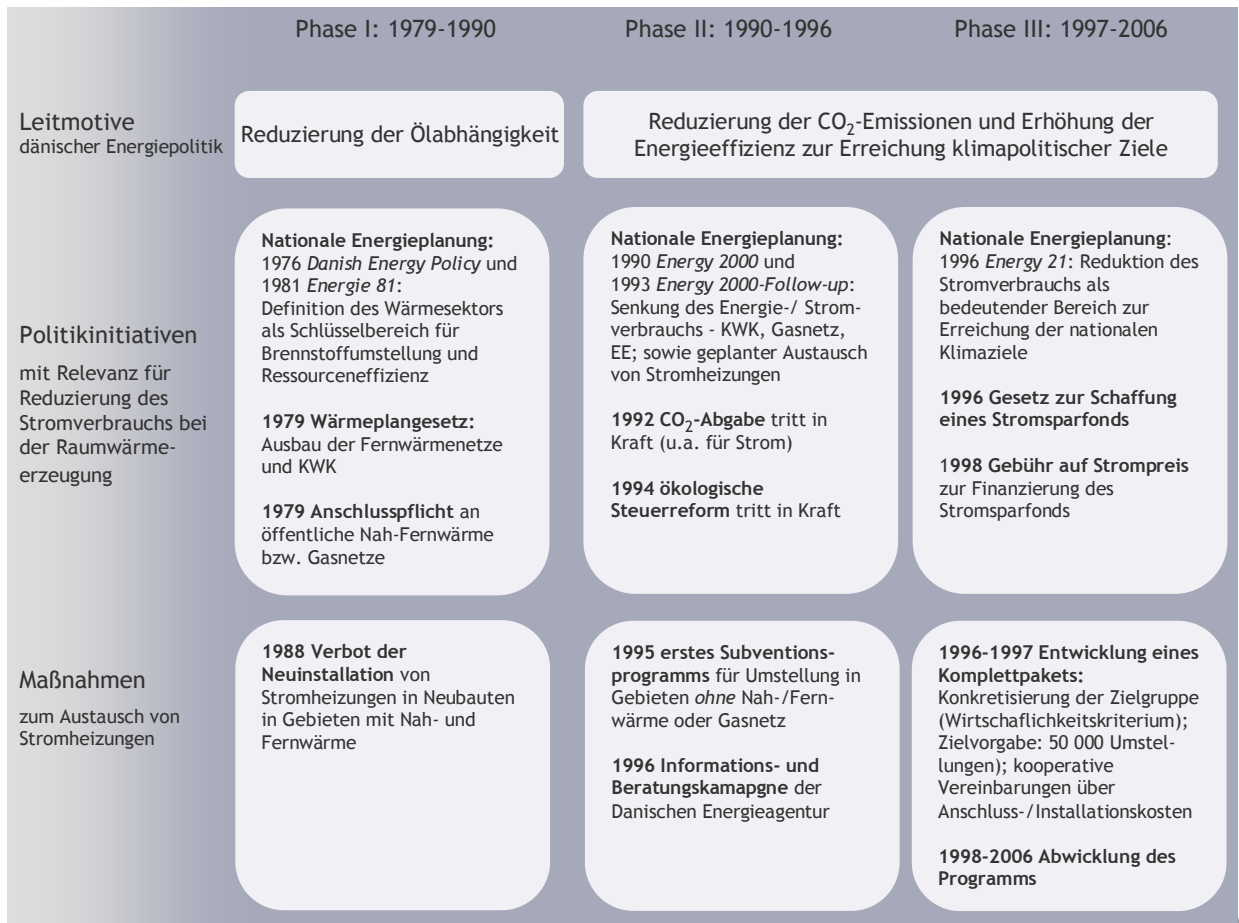 Phase I: 1979-1990
Phase II: 1990-1996
Phase III: 1997-2006
Leitmotive
dänischer Energiepolitik
Reduzierung der Ölabhängigkeit
Reduzierung der CO2-Emissionen und Erhöhung der
Energieeffizienz zur Erreichung klimapolitischer Ziele
Politikinitiativen
mit Relevanz für
Reduzierung des
Stromverbrauchs bei
der Raumwärme-
erzeugung
Nationale Energieplanung:
1976 Danish Energy Policy und
1981 Energie 81:
Definition des Wärmesektors
als Schlüsselbereich für
Brennstoffumstellung und
Ressourceneffizienz
1979 Wärmeplangesetz:
Ausbau der Fernwärmenetze
und KWK
1979 Anschlusspflicht an
öffentliche Nah-Fernwärme
bzw. Gasnetze
Nationale Energieplanung:
1990 Energy 2000 und
1993 Energy 2000-Follow-up:
Senkung des Energie-/ Strom-
verbrauchs - KWK, Gasnetz,
EE; sowie geplanter Austausch
von Stromheizungen
1992 CO2-Abgabe tritt in
Kraft (u.a. für Strom)
1994 ökologische
Steuerreform tritt in Kraft
Nationale Energieplanung:
1996 Energy 21: Reduktion des
Stromverbrauchs als
bedeutender Bereich zur
Erreichung der nationalen
Klimaziele
1996 Gesetz zur Schaffung
eines Stromsparfonds
1998 Gebühr auf Strompreis
zur Finanzierung des
Stromsparfonds
Maßnahmen
zum Austausch von
Stromheizungen
1988 Verbot der
Neuinstallation von
Stromheizungen in Neubauten
in Gebieten mit Nah- und
Fernwärme
1995 erstes Subventions-
programms für Umstellung in
Gebieten ohne Nah-/Fern-
wärme oder Gasnetz
1996 Informations- und
Beratungskamapgne der
Danischen Energieagentur
1996-1997 Entwicklung eines
Komplettpakets:
Konkretisierung der Zielgruppe
(Wirtschaflichkeitskriterium);
Zielvorgabe: 50 000 Umstel-
lungen); kooperative
Vereinbarungen über
Anschluss-/Installationskosten
1998-2006 Abwicklung des
Programms